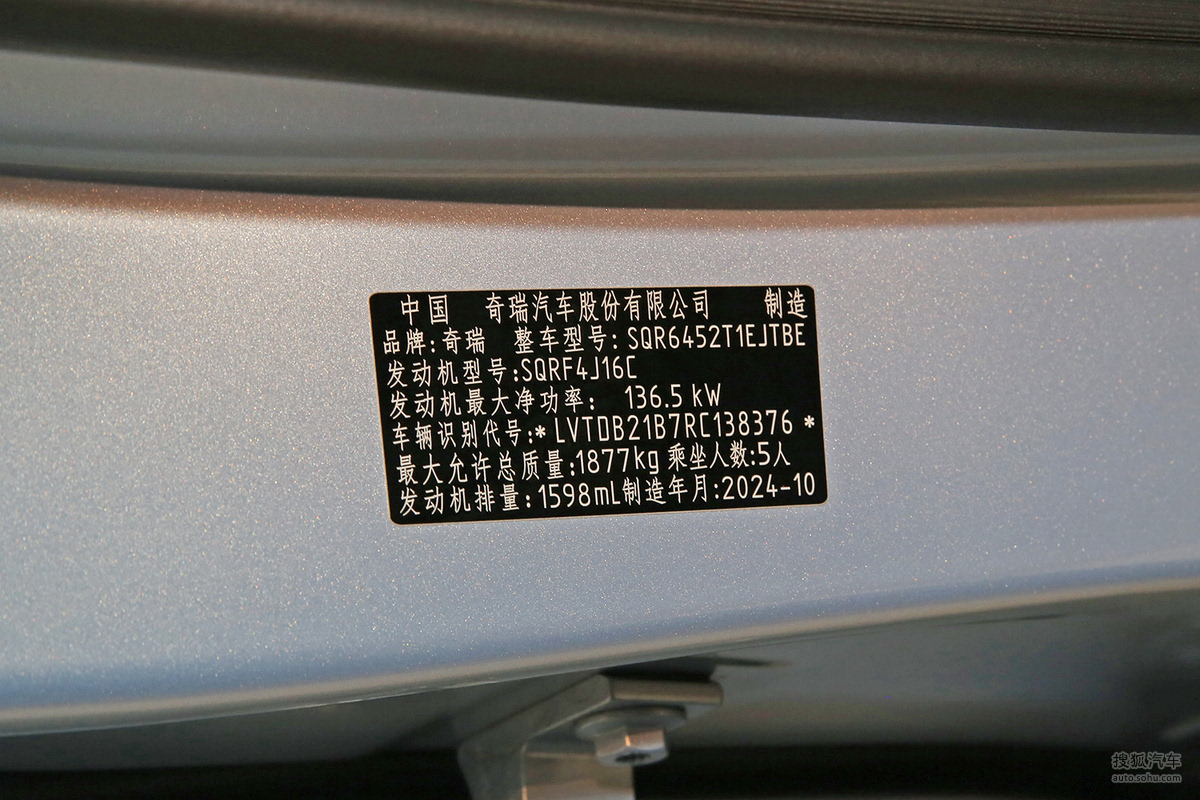 中国 奇瑞汽车股份有限公司 制造
品牌:奇瑞 整车型号:SQR6452T1EJTBE
发动机型号:SQRF4J16C
发动机最大净功率: 136.5 kW
车辆识别代号:*LVTDB21B7RC138376*
最大允许总质量:1877kg 乘坐人数:5人
发动机排量:1598mL制造年月:2024-10
搜狐汽车
auto.sohu.com